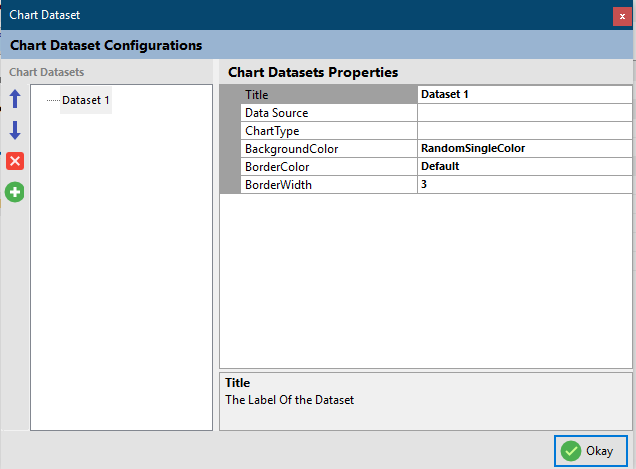 Chart Dataset
x
Chart Dataset Configurations
Chart Datasets
Dataset 1
Chart Datasets Properties
Title Dataset 1
Data Source
ChartType
BackgroundColor RandomSingleColor
BorderColor Default
BorderWidth 3
Title
The Label Of the Dataset
Okay